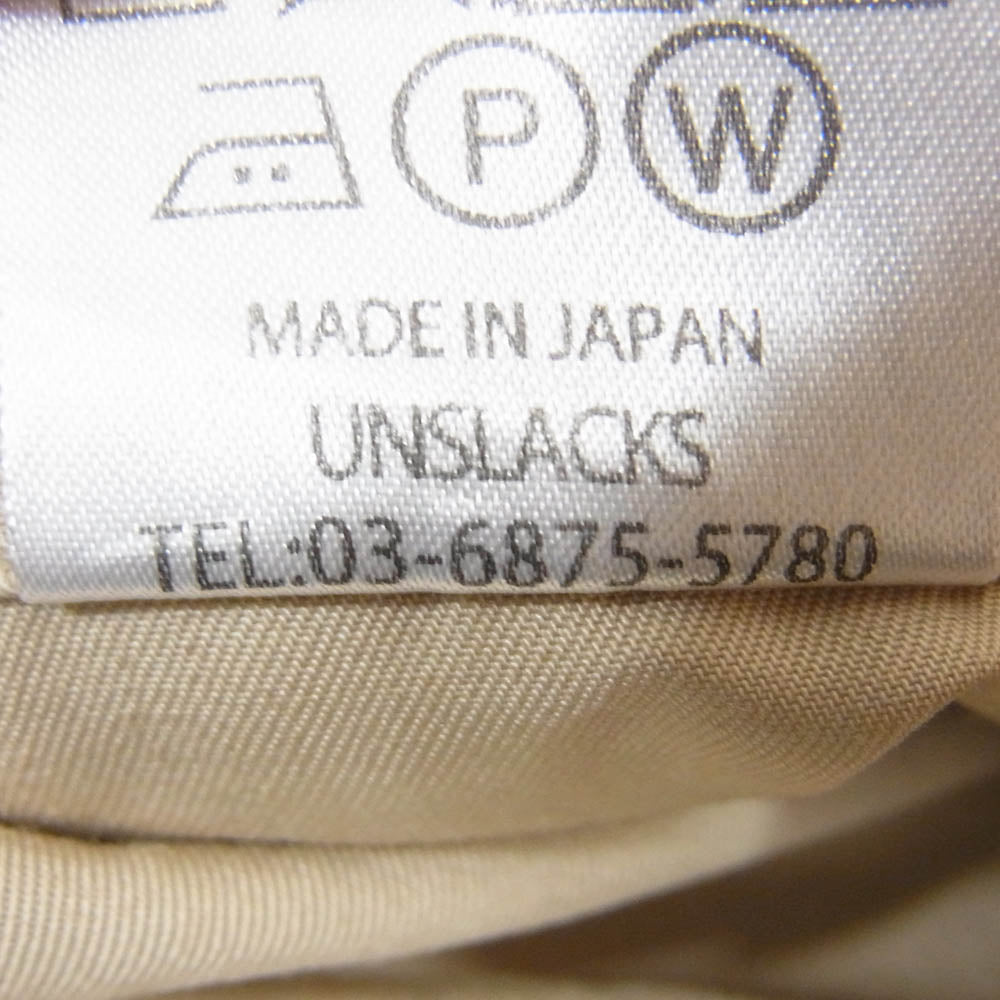 P W
MADE IN JAPAN
UNSLACKS
TEL:03-6875-5780